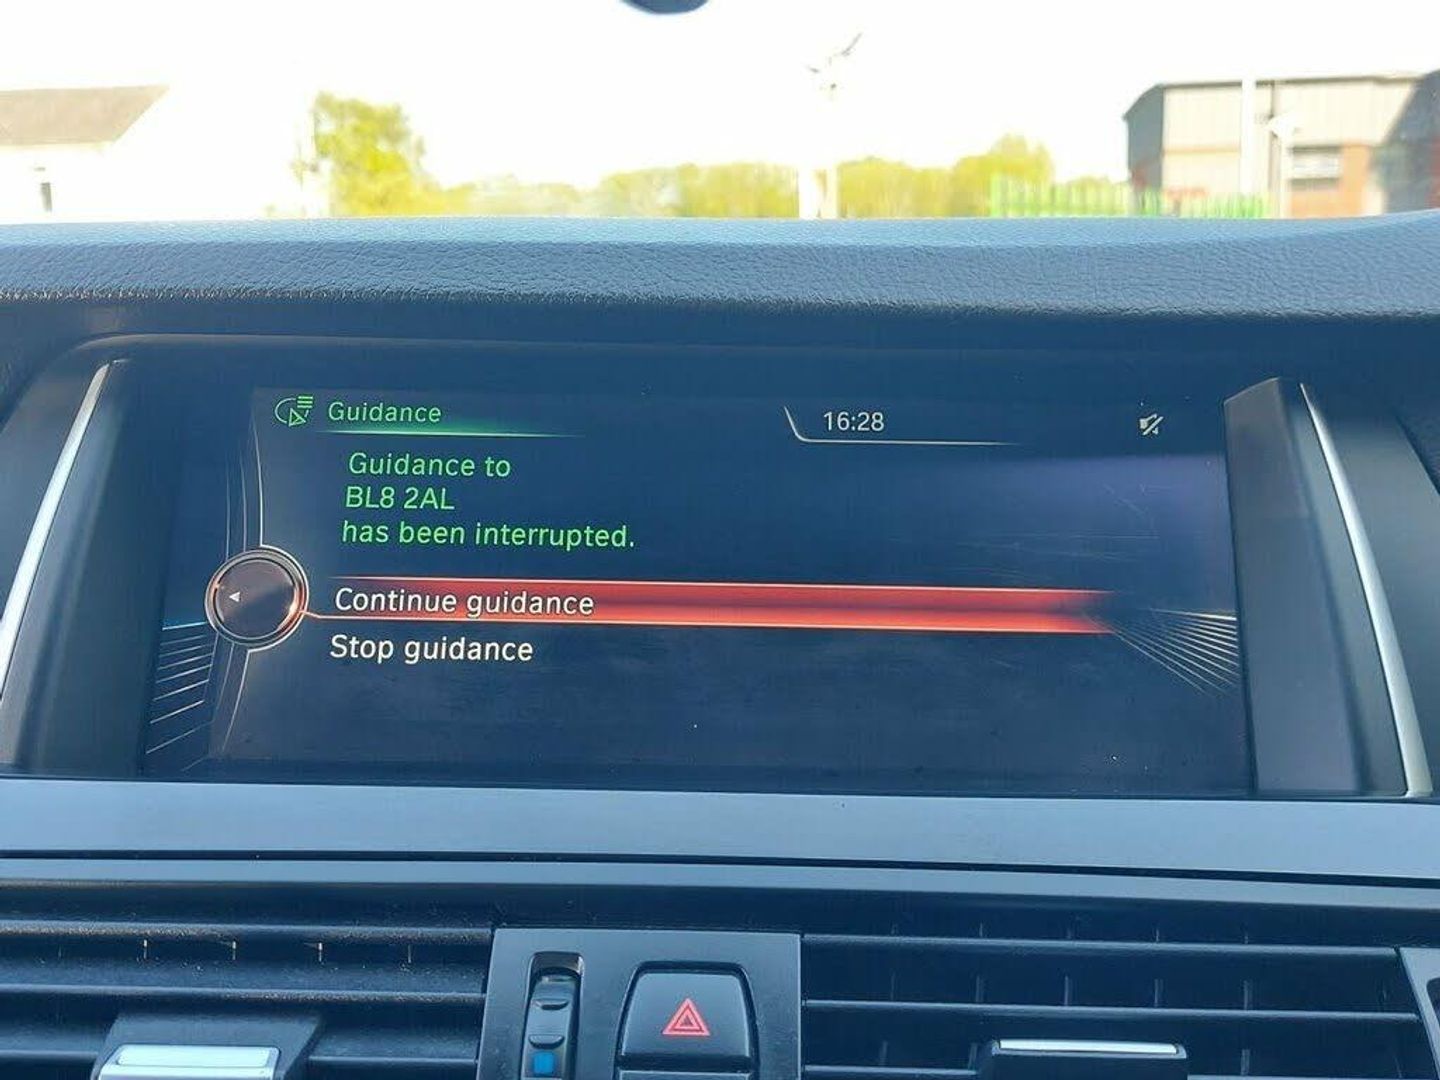 Guidance
16:28
Guidance to
BL8 2AL
has been interrupted.
Continue guidance
Stop guidance